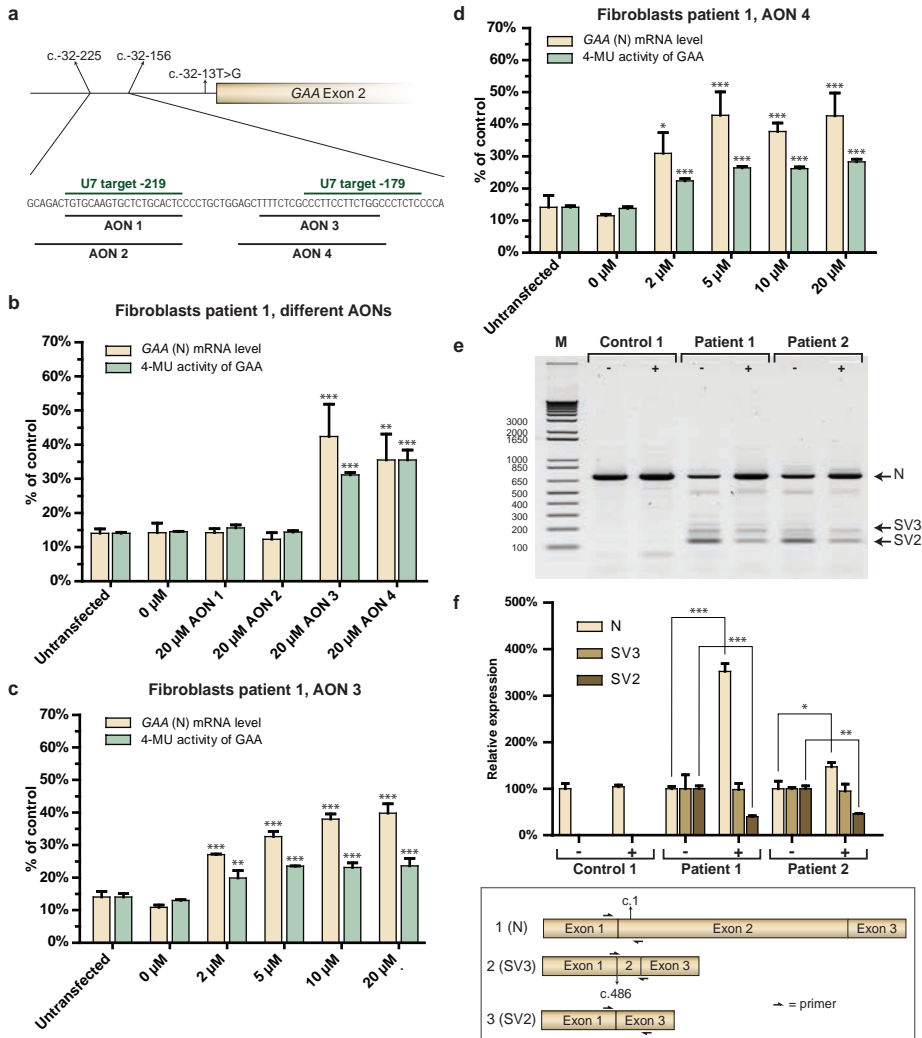 a
c.-32-225
c.-32-156
c.-32-13T>G
GAA Exon 2
U7 target -219
U7 target -179
GCAGACTGTGCAAGTGCTCTGCACTCCCCTGCTGGAGCTTTTCTCGCCCTTCCTTCTGGCCCTCTCCCCA
AON 1
AON 3
AON 2
AON 4
b
Fibroblasts patient 1, different AONs
GAA (N) mRNA level
4-MU activity of GAA
% of control
70%
60%
50%
40%
30%
20%
10%
0%
***
***
**
***
Untransfected
0 µM
20 µM AON 1
20 µM AON 2
20 µM AON 3
20 µM AON 4
c
Fibroblasts patient 1, AON 3
GAA (N) mRNA level
4-MU activity of GAA
% of control
70%
60%
50%
40%
30%
20%
10%
0%
***
**
***
***
***
***
***
***
Untransfected
0 µM
2 µM
5 µM
10 µM
20 µM
d
Fibroblasts patient 1, AON 4
GAA (N) mRNA level
4-MU activity of GAA
% of control
70%
60%
50%
40%
30%
20%
10%
0%
*
***
***
***
***
***
***
***
Untransfected
0 µM
2 µM
5 µM
10 µM
20 µM
e
M
Control 1
Patient 1
Patient 2
- + - + - +
3000
2000
1650
1000
850
650
500
400
300
200
100
N
SV3
SV2
f
Relative expression
500%
400%
300%
200%
100%
0%
N
SV3
SV2
***
***
*
**
- + - + - +
Control 1
Patient 1
Patient 2
c.1
1 (N)
Exon 1
Exon 2
Exon 3
2 (SV3)
Exon 1
2
Exon 3
c.486
3 (SV2)
Exon 1
Exon 3
= primer